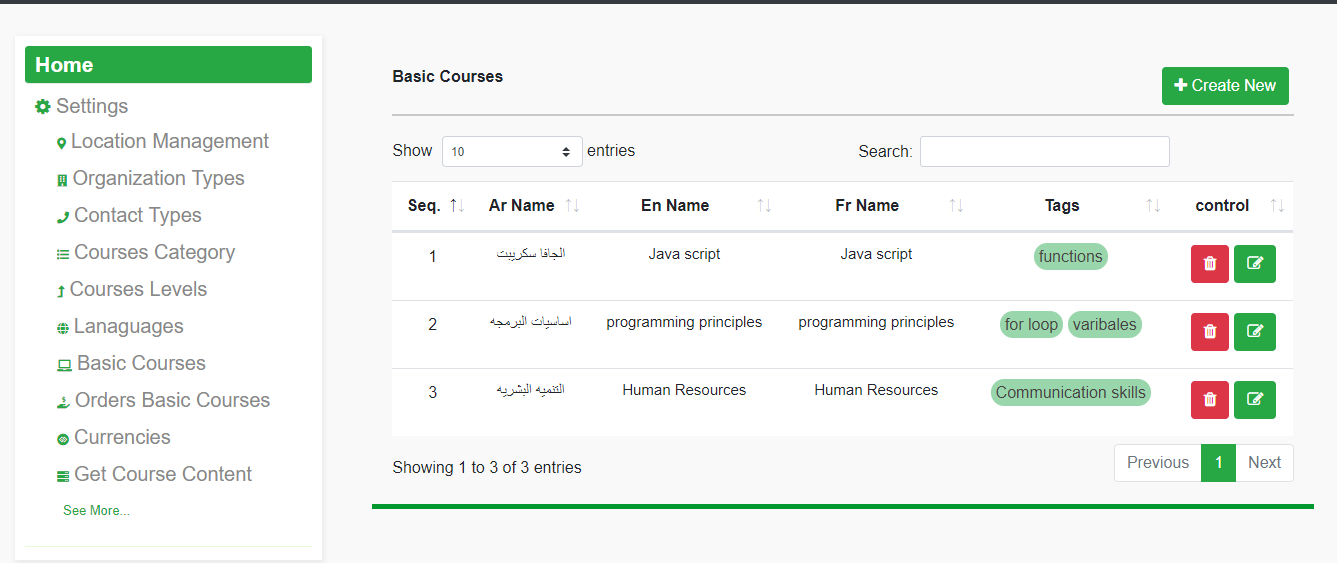 Home
Settings
Location Management
Organization Types
Contact Types
Courses Category
Courses Levels
Lanaguages
Basic Courses
Orders Basic Courses
Currencies
Get Course Content
See More...
Basic Courses
Create New
Show 10 entries
Search:
Seq. Ar Name En Name Fr Name Tags control
1 الجافا سكريبت Java script Java script functions
2 اساسيات البرمجه programming principles programming principles for loop varibales
3 التنميه البشريه Human Resources Human Resources Communication skills
Showing 1 to 3 of 3 entries
Previous 1 Next